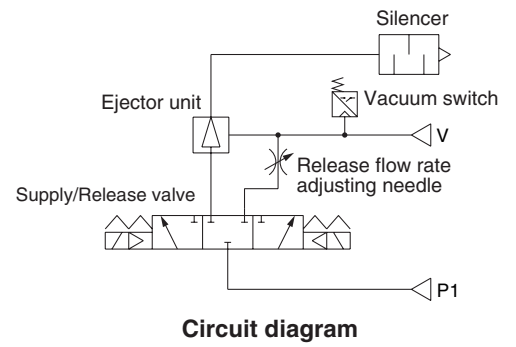 Silencer
Ejector unit
Vacuum switch
V
Release flow rate
adjusting needle
Supply/Release valve
P1
Circuit diagram